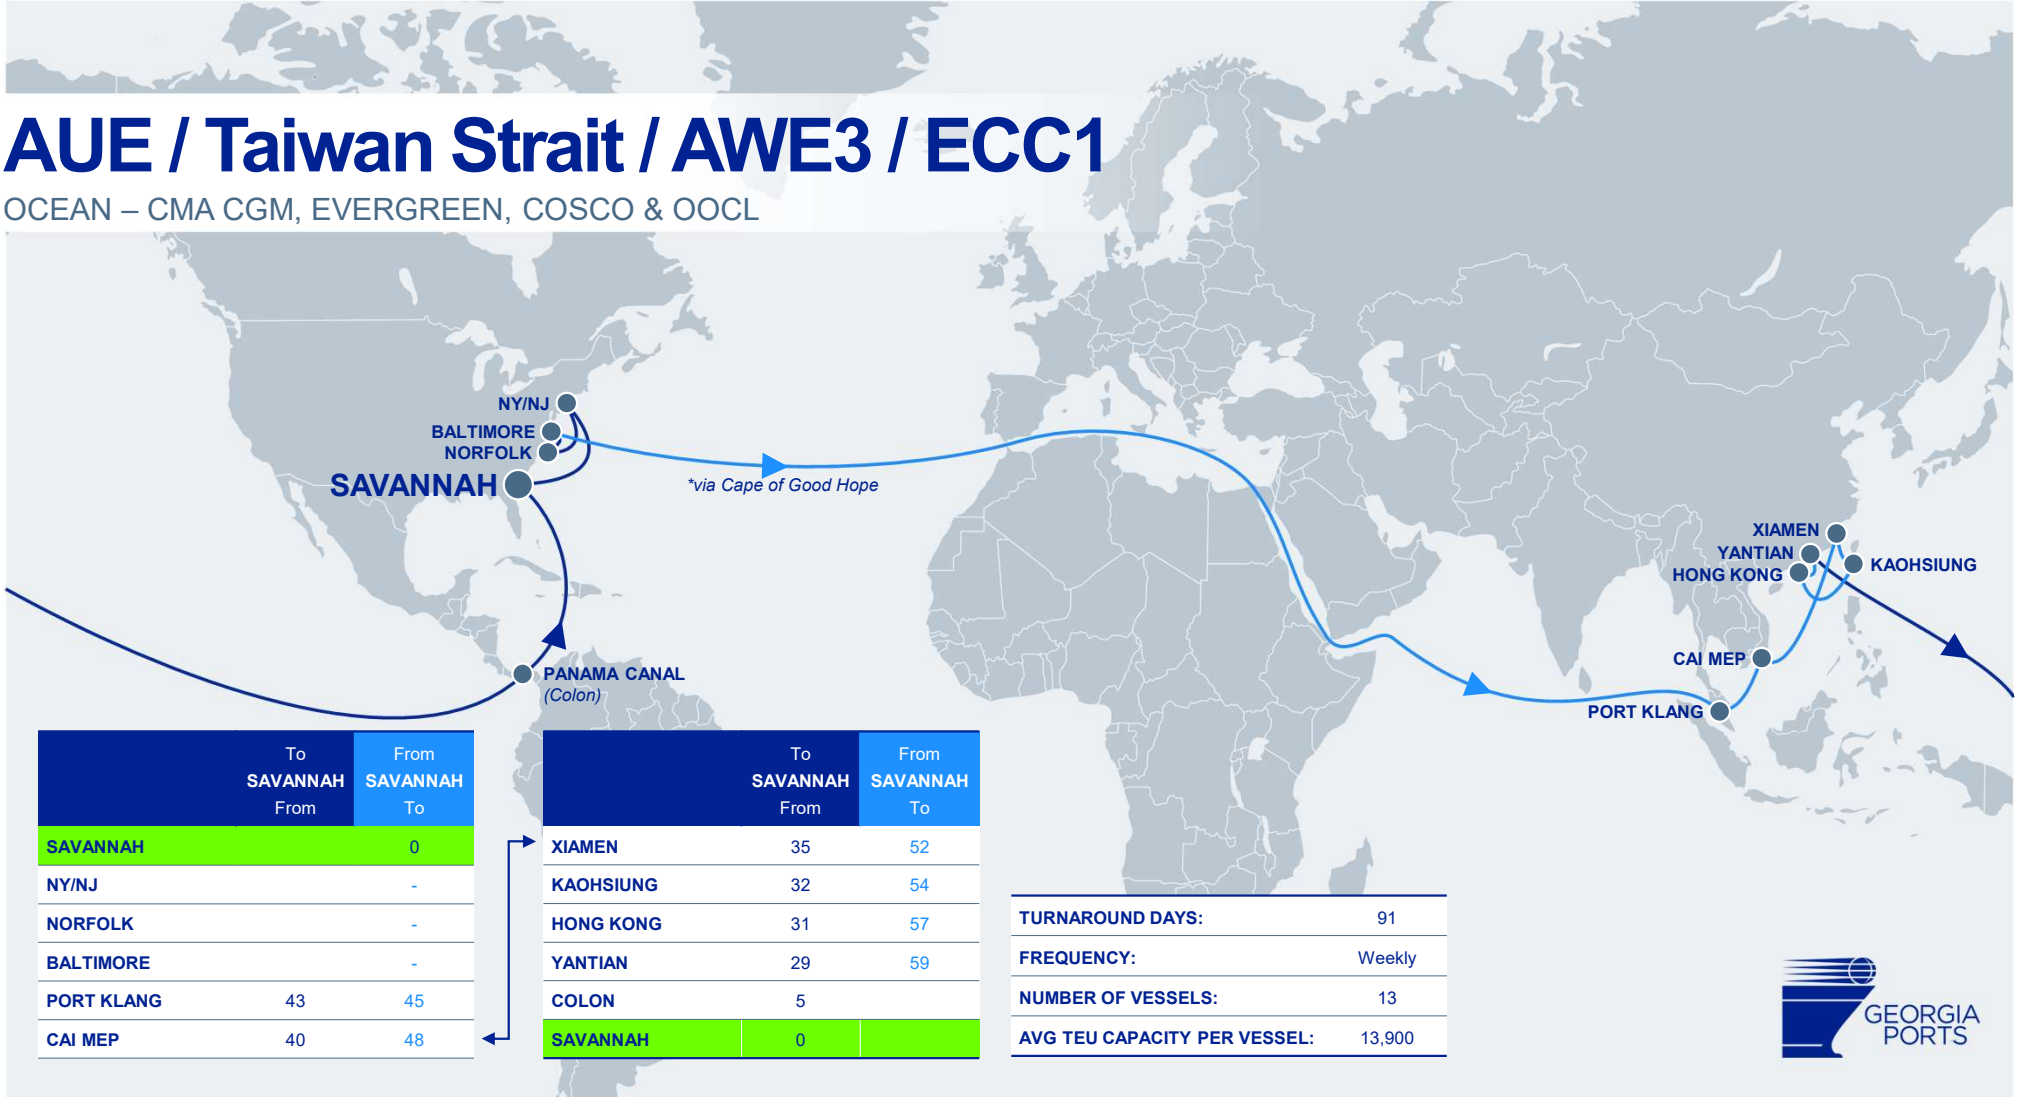 AUE / Taiwan Strait / AWE3 / ECC1
OCEAN – CMA CGM, EVERGREEN, COSCO & OOCL
NY/NJ
BALTIMORE
NORFOLK
SAVANNAH
*via Cape of Good Hope
PANAMA CANAL
(Colon)
XIAMEN
YANTIAN
HONG KONG
KAOHSIUNG
CAI MEP
PORT KLANG
To SAVANNAH From
From SAVANNAH To
SAVANNAH 0
NY/NJ -
NORFOLK -
BALTIMORE -
PORT KLANG 43 45
CAI MEP 40 48
To SAVANNAH From
From SAVANNAH To
XIAMEN 35 52
KAOHSIUNG 32 54
HONG KONG 31 57
YANTIAN 29 59
COLON 5
SAVANNAH 0
TURNAROUND DAYS: 91
FREQUENCY: Weekly
NUMBER OF VESSELS: 13
AVG TEU CAPACITY PER VESSEL: 13,900
GEORGIA
PORTS